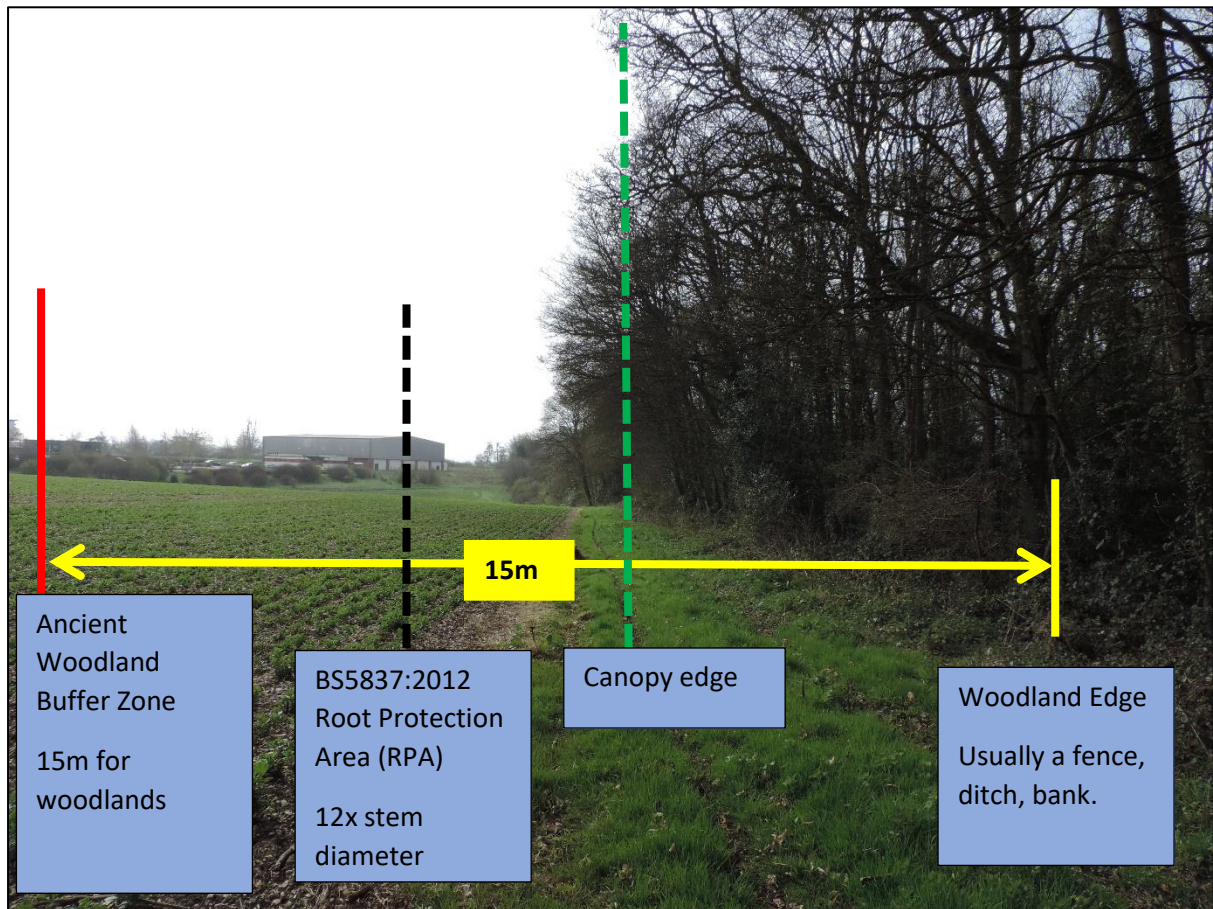 15m
Ancient
Woodland
Buffer Zone
15m for
woodlands
BS5837:2012
Root Protection
Area (RPA)
12x stem
diameter
Canopy edge
Woodland Edge
Usually a fence,
ditch, bank.